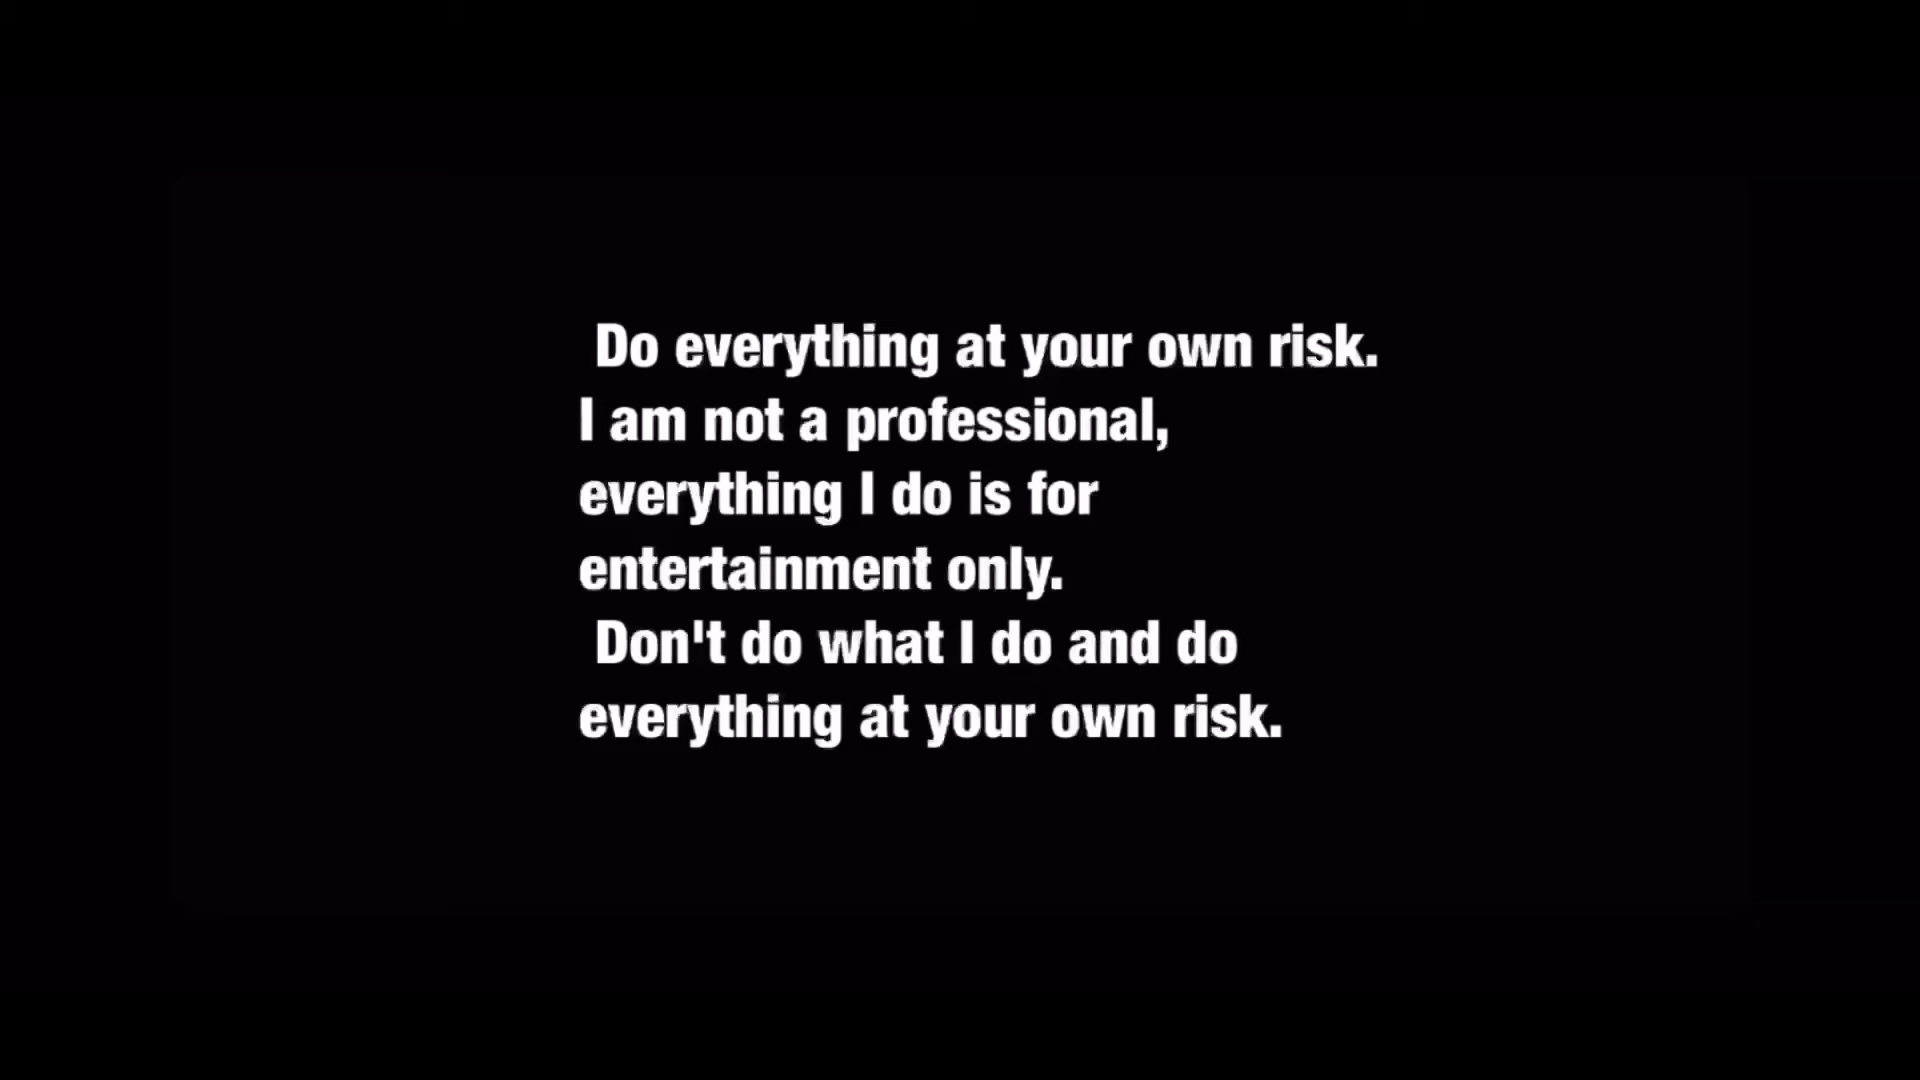 Do everything at your own risk.
I am not a professional,
everything I do is for
entertainment only.
Don't do what I do and do
everything at your own risk.